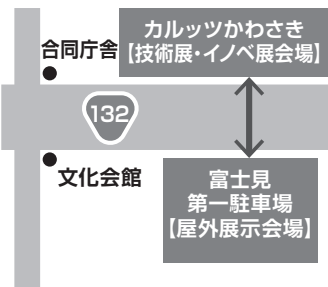 カルッツかわさき
【技術展・イノベ展会場】
合同庁舎
132
文化会館
富士見
第一駐車場
【屋外展示会場】